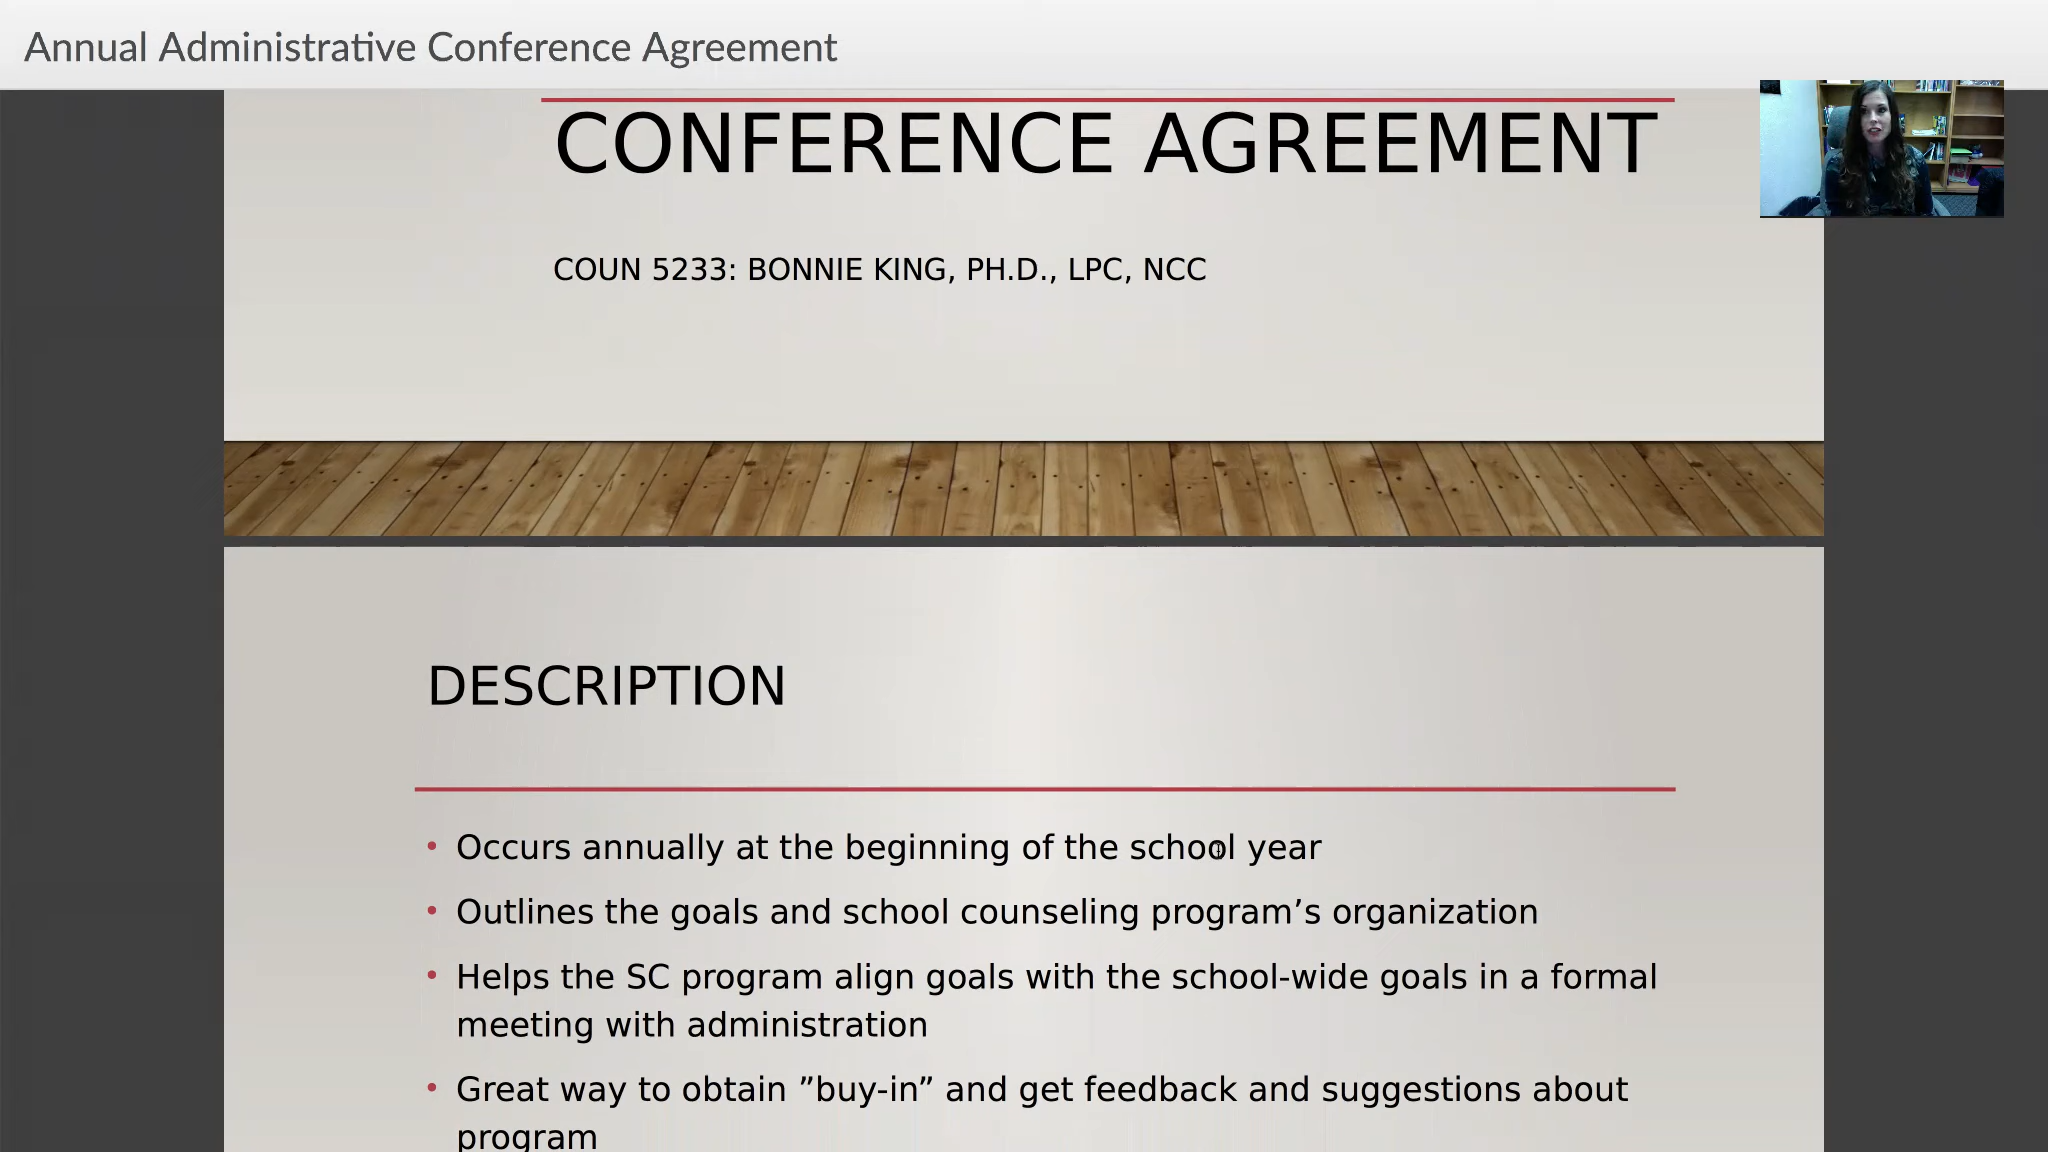 Annual Administrative Conference Agreement
CONFERENCE AGREEMENT
COUN 5233: BONNIE KING, PH.D., LPC, NCC
DESCRIPTION
• Occurs annually at the beginning of the school year
• Outlines the goals and school counseling program’s organization
• Helps the SC program align goals with the school-wide goals in a formal
meeting with administration
• Great way to obtain ”buy-in” and get feedback and suggestions about
program